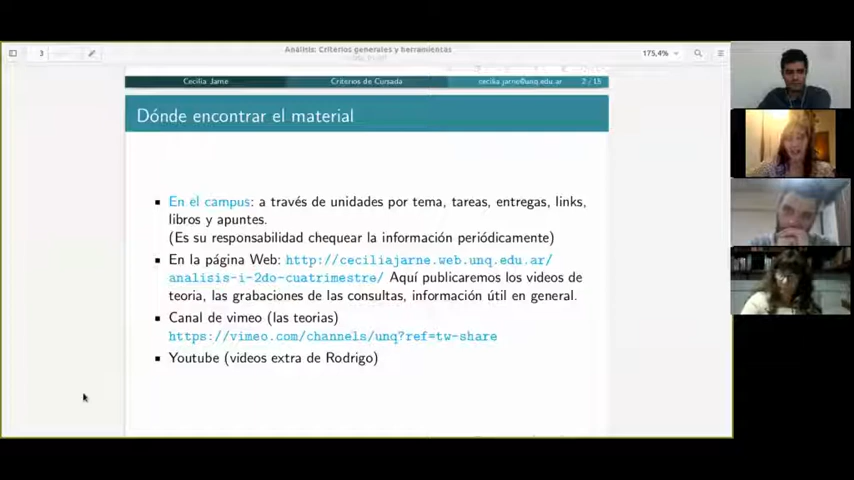 3
Análisis: Criterios generales y herramientas
175,4%
Cecilia Jarne
Criterios de Cursada
cecilia.jarne@unq.edu.ar
2 / 15
Dónde encontrar el material
En el campus: a través de unidades por tema, tareas, entregas, links,
libros y apuntes.
(Es su responsabilidad chequear la información periódicamente)
En la página Web: http://ceciliajarne.web.unq.edu.ar/
analisis-i-2do-cuatrimestre/ Aquí publicaremos los videos de
teoria, las grabaciones de las consultas, información útil en general.
Canal de vimeo (las teorias)
https://vimeo.com/channels/unq?ref=tw-share
Youtube (videos extra de Rodrigo)